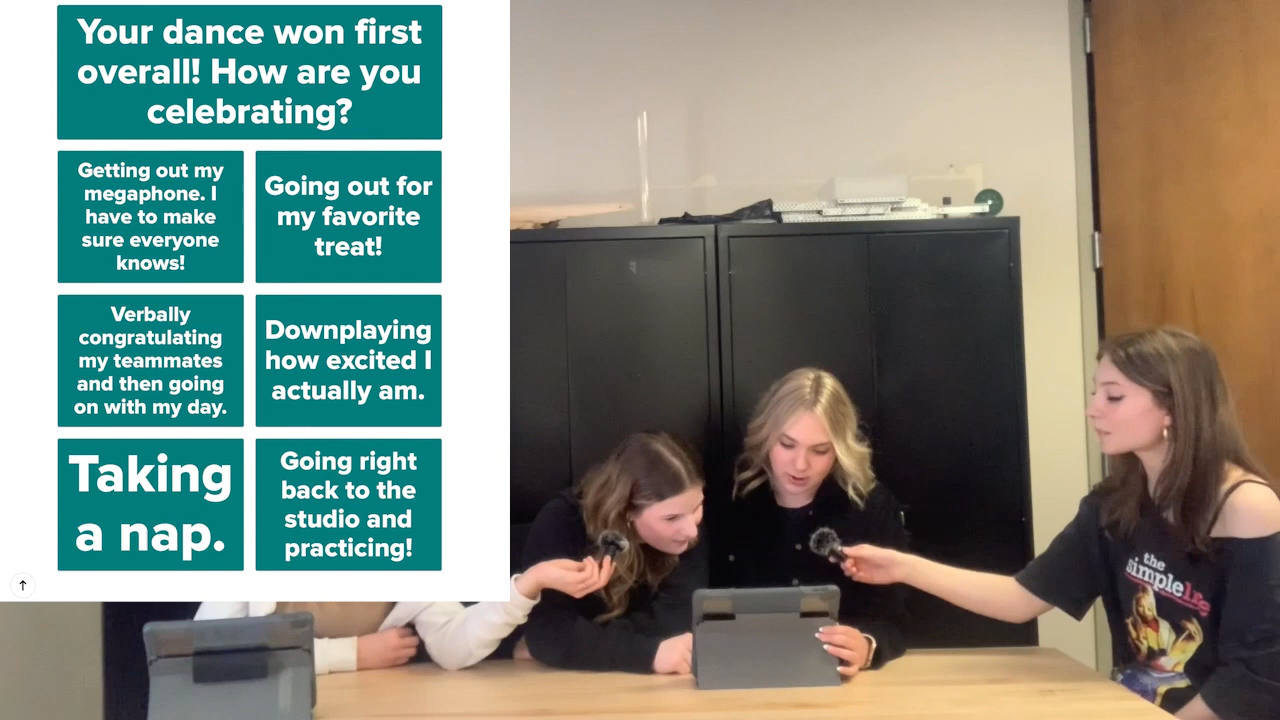 Your dance won first
overall! How are you
celebrating?
Getting out my
megaphone. I
have to make
sure everyone
knows!
Going out for
my favorite
treat!
Verbally
congratulating
my teammates
and then going
on with my day.
Downplaying
how excited I
actually am.
Taking
a nap.
Going right
back to the
studio and
practicing!
the
simple